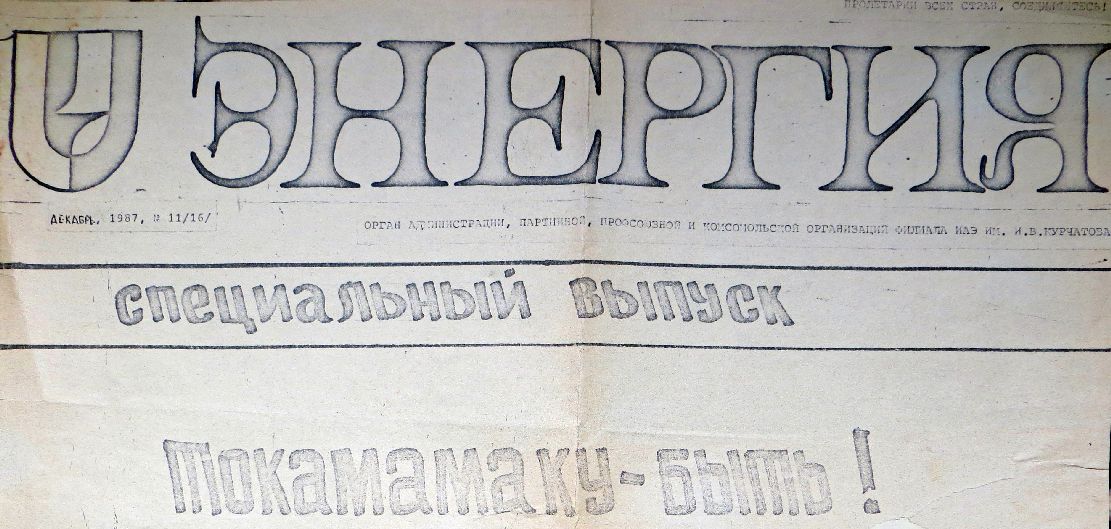 ПРОЛЕТАРИИ ВСЕХ СТРАН, СОЕДИНЯЙТЕСЬ!
ЭНЕРГИЯ
ДЕКАБРЬ, 1987, № 11/16/
ОРГАН АДМИНИСТРАЦИИ, ПАРТИЙНОЙ, ПРОФСОЮЗНОЙ И КОМСОМОЛЬСКОЙ ОРГАНИЗАЦИЙ ФИЛИАЛА ИАЭ ИМ. И.В.КУРЧАТОВА
специальный выпуск
Токамамаку-быть!